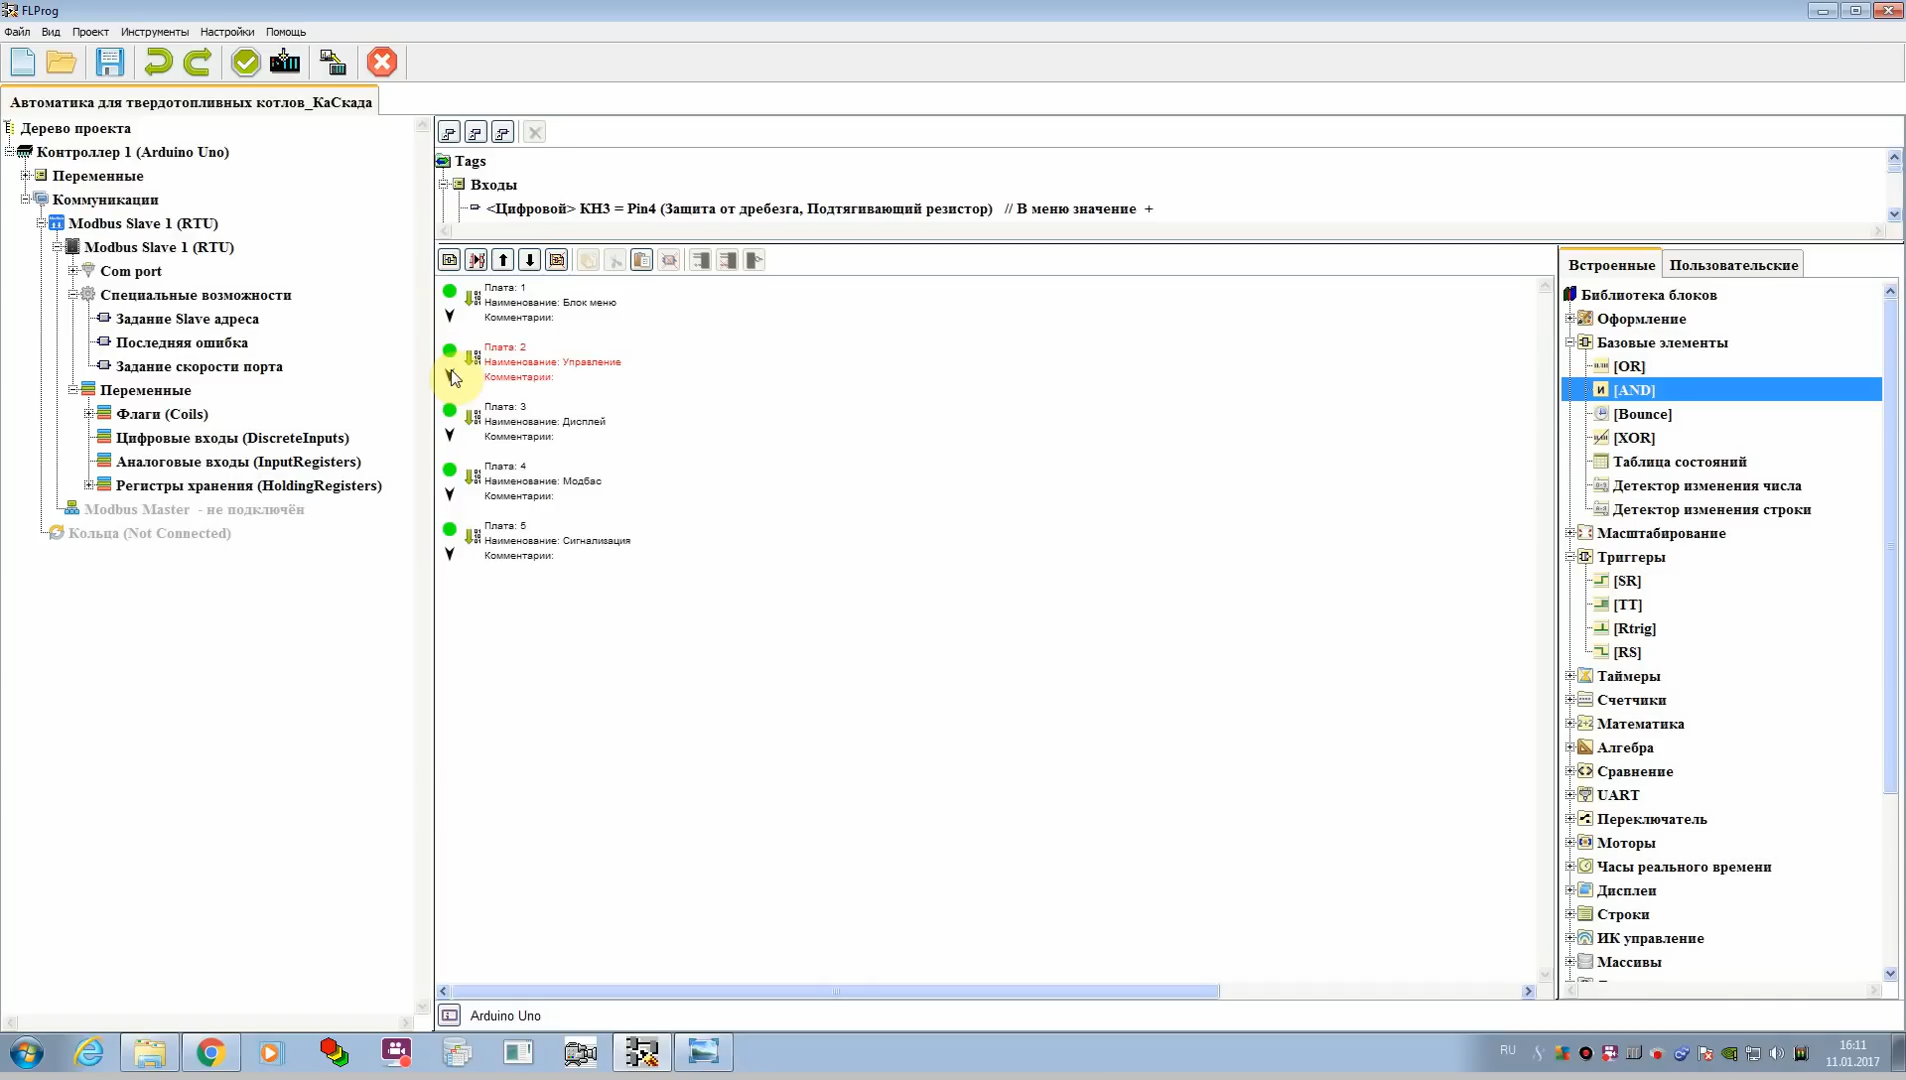 FLProg
Файл Вид Проект Инструменты Настройки Помощь
Автоматика для твердотопливных котлов_КаСкада
Дерево проекта
Контроллер 1 (Arduino Uno)
Переменные
Коммуникации
Modbus Slave 1 (RTU)
Modbus Slave 1 (RTU)
Com port
Специальные возможности
Задание Slave адреса
Последняя ошибка
Задание скорости порта
Переменные
Флаги (Coils)
Цифровые входы (DiscreteInputs)
Аналоговые входы (InputRegisters)
Регистры хранения (HoldingRegisters)
Modbus Master - не подключён
Кольца (Not Connected)
Tags
Входы
<Цифровой> КН3 = Pin4 (Защита от дребезга, Подтягивающий резистор) // В меню значение +
Плата: 1
Наименование: Блок меню
Комментарии:
Плата: 2
Наименование: Управление
Комментарии:
Плата: 3
Наименование: Дисплей
Комментарии:
Плата: 4
Наименование: Модбас
Комментарии:
Плата: 5
Наименование: Сигнализация
Комментарии:
Встроенные Пользовательские
Библиотека блоков
Оформление
Базовые элементы
[OR]
[AND]
[Bounce]
[XOR]
Таблица состояний
Детектор изменения числа
Детектор изменения строки
Масштабирование
Триггеры
[SR]
[TT]
[Rtrig]
[RS]
Таймеры
Счетчики
Математика
Алгебра
Сравнение
UART
Переключатель
Моторы
Часы реального времени
Дисплеи
Строки
ИК управление
Массивы
Arduino Uno
RU
16:11
11.01.2017